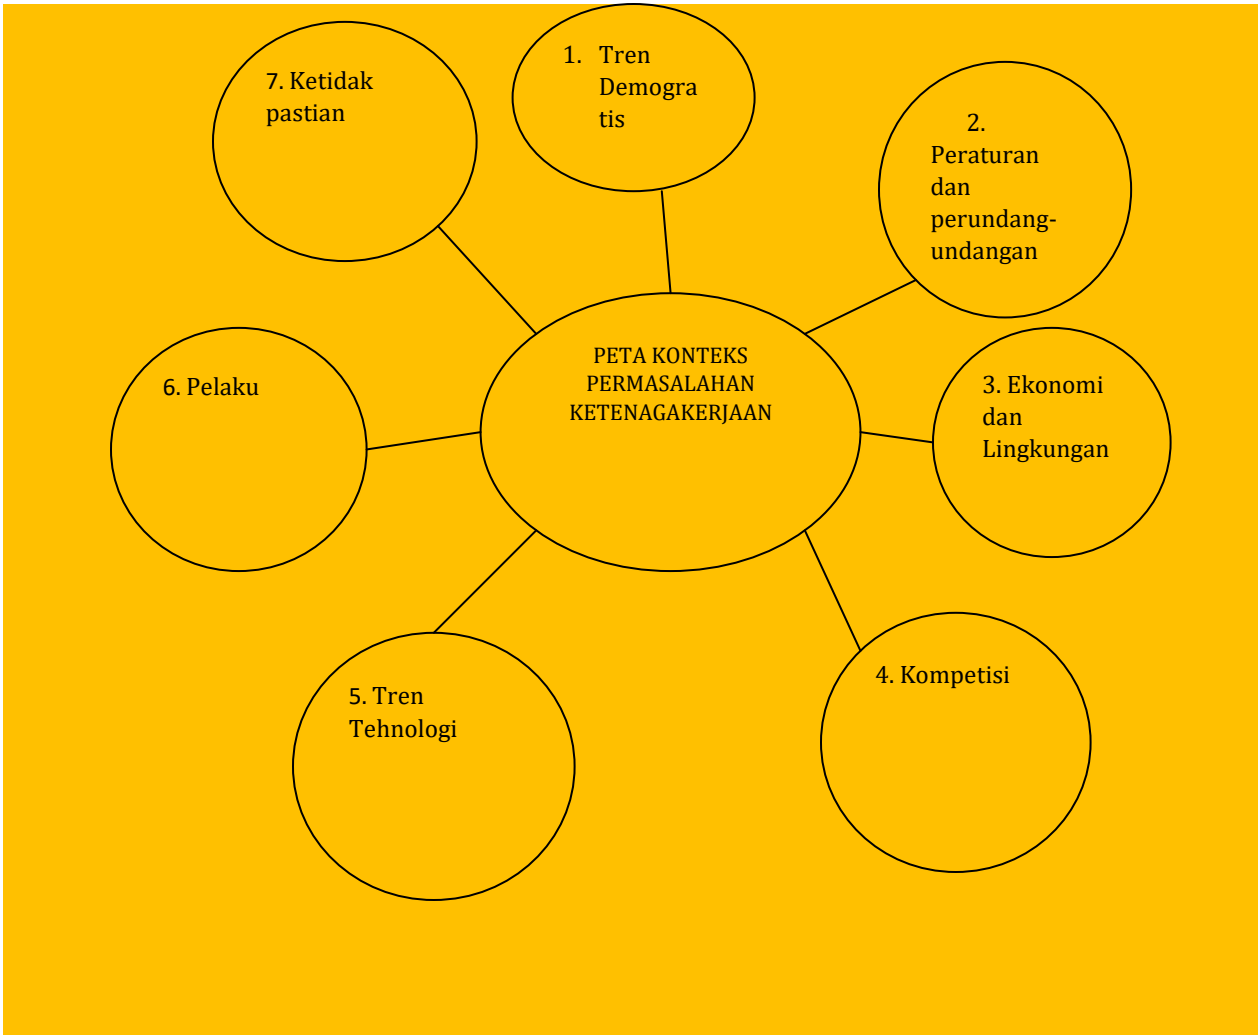 1. Tren
Demogra
tis
2.
Peraturan
dan
perundang-
undangan
3. Ekonomi
dan
Lingkungan
4. Kompetisi
5. Tren
Tehnologi
6. Pelaku
7. Ketidak
pastian
PETA KONTEKS
PERMASALAHAN
KETENAGAKERJAAN